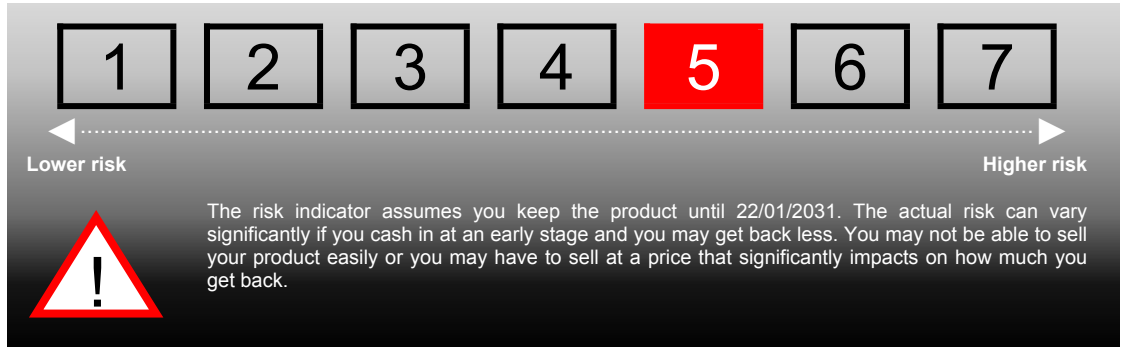 1 2 3 4 5 6 7
Lower risk Higher risk
!
The risk indicator assumes you keep the product until 22/01/2031. The actual risk can vary
significantly if you cash in at an early stage and you may get back less. You may not be able to sell
your product easily or you may have to sell at a price that significantly impacts on how much you
get back.